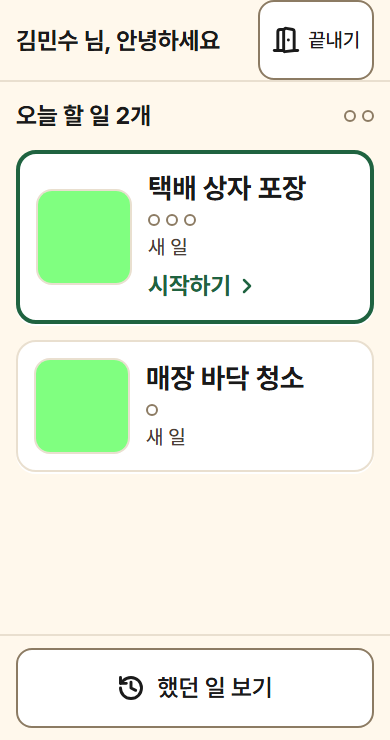 김민수 님, 안녕하세요
끝내기
오늘 할 일 2개
택배 상자 포장
새 일
시작하기
매장 바닥 청소
새 일
했던 일 보기